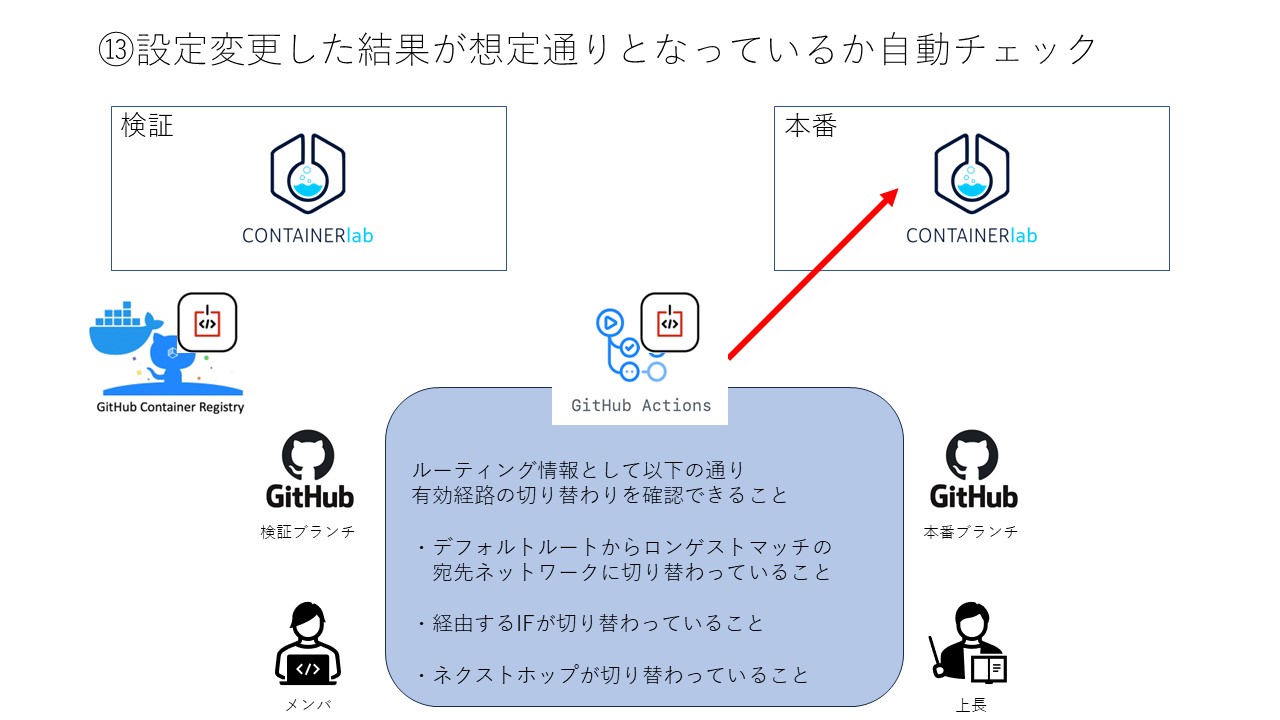 ⑬設定変更した結果が想定通りとなっているか自動チェック
検証
CONTAINERlab
本番
CONTAINERlab
</>
</>
GitHub Container Registry
GitHub Actions
ルーティング情報として以下の通り
有効経路の切り替わりを確認できること
・デフォルトルートからロンゲストマッチの
宛先ネットワークに切り替わっていること
・経由するIFが切り替わっていること
・ネクストホップが切り替わっていること
GitHub
検証ブランチ
GitHub
本番ブランチ
</>
メンバ
上長